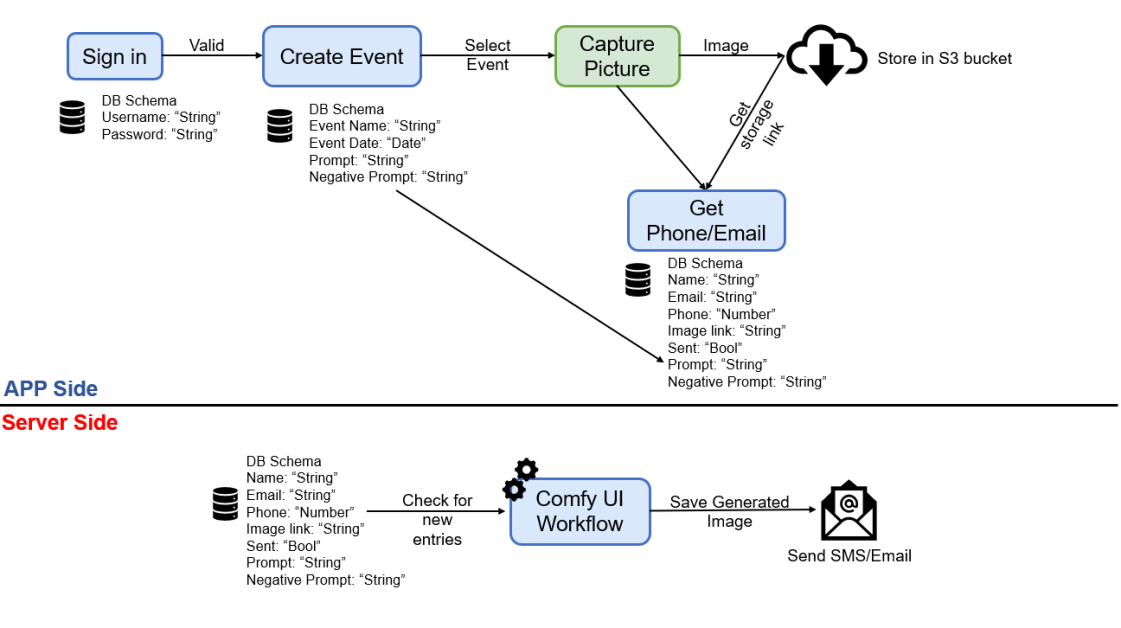 Sign in
Valid
Create Event
Select
Event
Capture
Picture
Image
Store in S3 bucket
DB Schema
Username: “String”
Password: “String”
DB Schema
Event Name: “String”
Event Date: “Date”
Prompt: “String”
Negative Prompt: “String”
Get
storage
link
Get
Phone/Email
DB Schema
Name: “String”
Email: “String”
Phone: “Number”
Image link: “String”
Sent: “Bool”
Prompt: “String”
Negative Prompt: “String”
APP Side
Server Side
DB Schema
Name: “String”
Email: “String”
Phone: “Number”
Image link: “String”
Sent: “Bool”
Prompt: “String”
Negative Prompt: “String”
Check for
new
entries
Comfy UI
Workflow
Save Generated
Image
@
Send SMS/Email